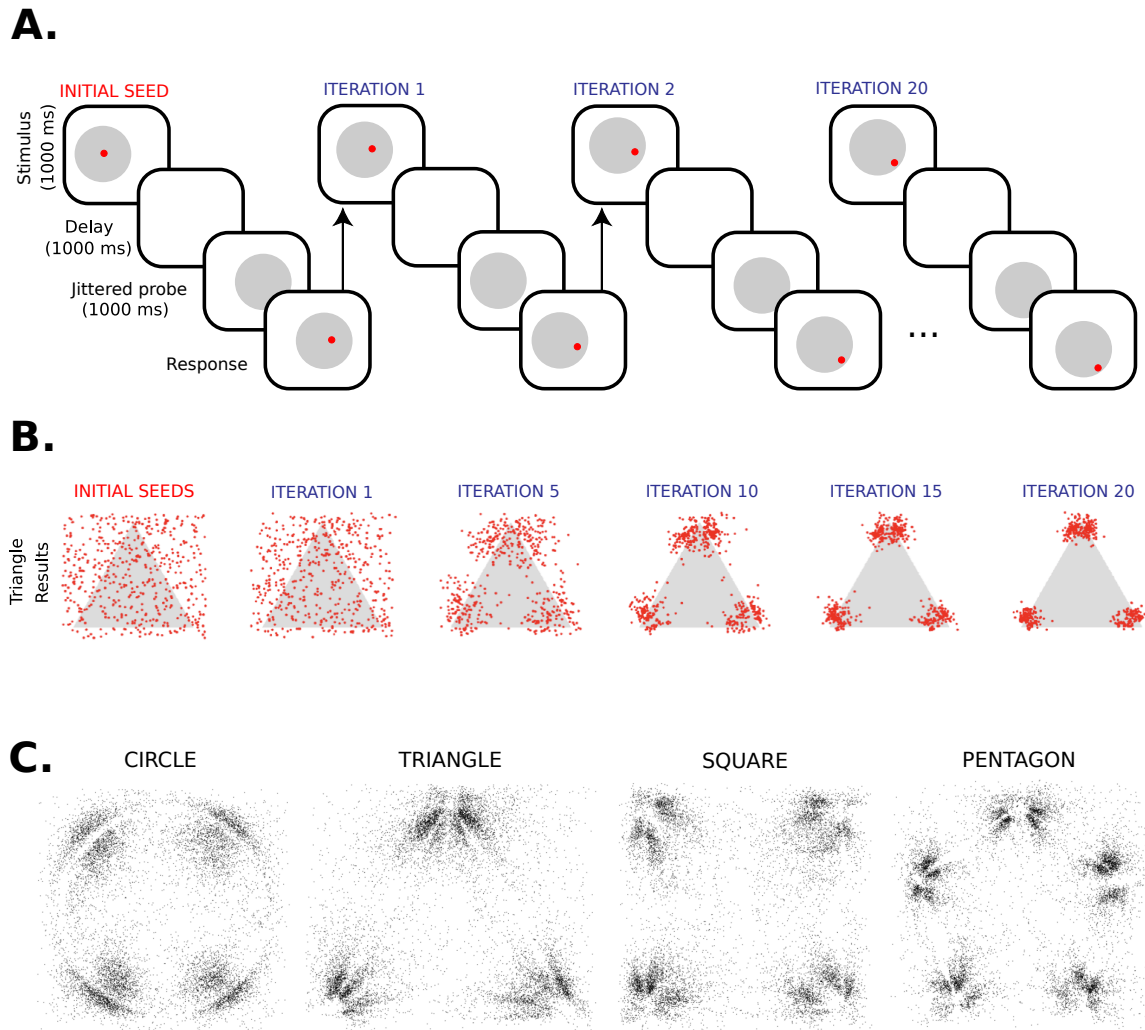 A.
INITIAL SEED
ITERATION 1
ITERATION 2
ITERATION 20
Stimulus
(1000 ms)
Delay
(1000 ms)
Jittered probe
(1000 ms)
Response
...
B.
INITIAL SEEDS
ITERATION 1
ITERATION 5
ITERATION 10
ITERATION 15
ITERATION 20
Triangle
Results
C.
CIRCLE
TRIANGLE
SQUARE
PENTAGON